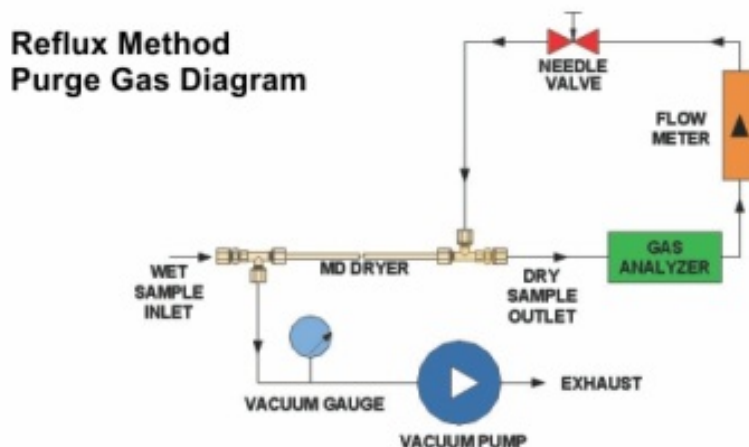 Reflux Method
Purge Gas Diagram
NEEDLE
VALVE
FLOW
METER
WET
SAMPLE
INLET
MD DRYER
DRY
SAMPLE
OUTLET
GAS
ANALYZER
VACUUM GAUGE
EXHAUST
VACUUM PUMP